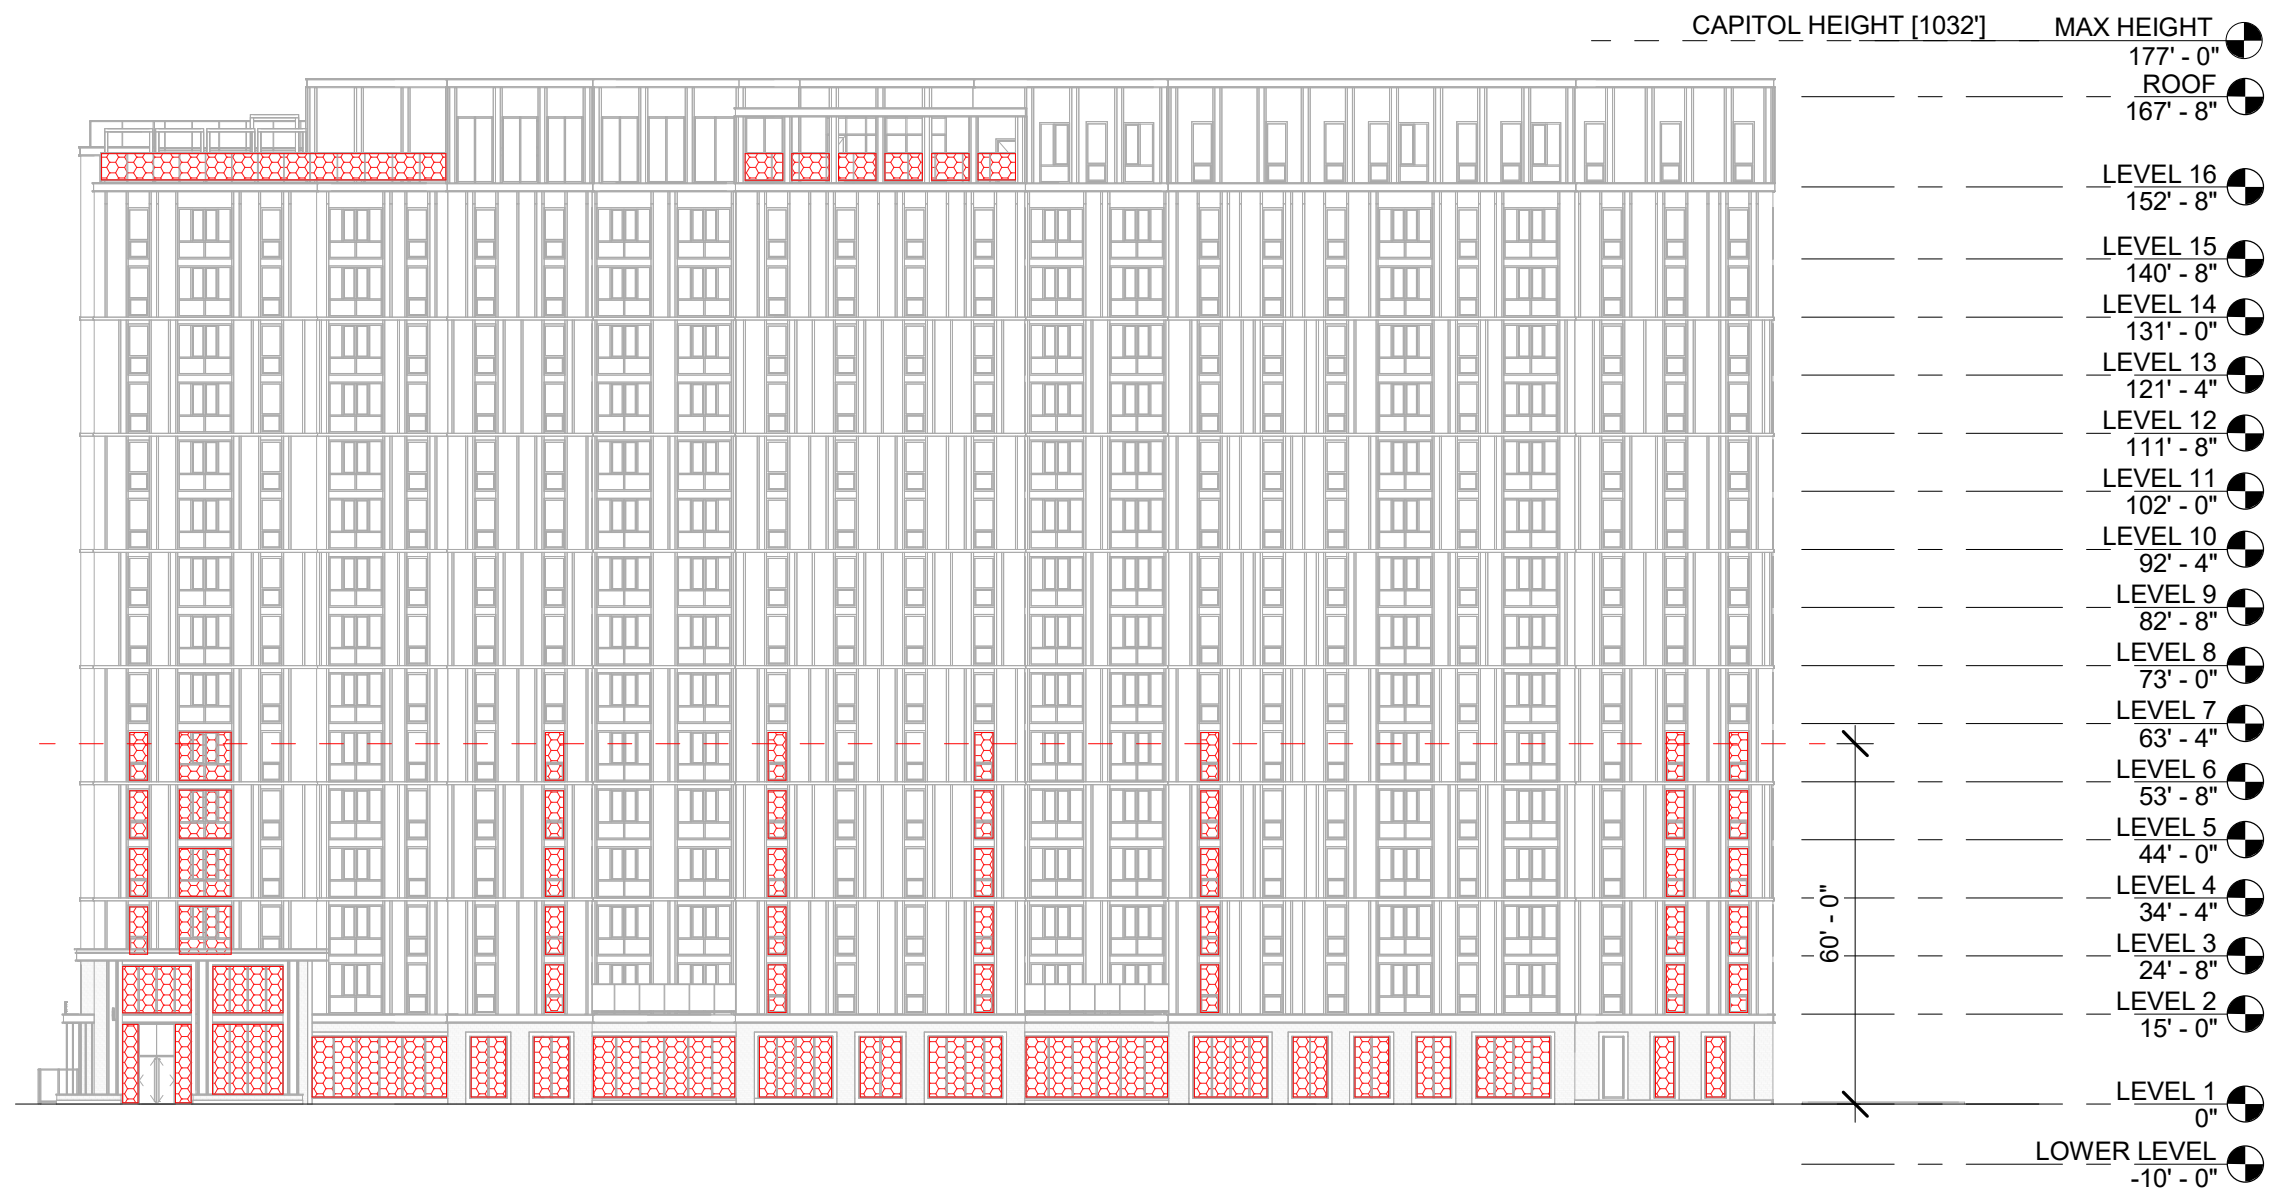 CAPITOL HEIGHT [1032']
MAX HEIGHT
177' - 0"
ROOF
167' - 8"
LEVEL 16
152' - 8"
LEVEL 15
140' - 8"
LEVEL 14
131' - 0"
LEVEL 13
121' - 4"
LEVEL 12
111' - 8"
LEVEL 11
102' - 0"
LEVEL 10
92' - 4"
LEVEL 9
82' - 8"
LEVEL 8
73' - 0"
LEVEL 7
63' - 4"
LEVEL 6
53' - 8"
LEVEL 5
44' - 0"
LEVEL 4
34' - 4"
60' - 0"
LEVEL 3
24' - 8"
LEVEL 2
15' - 0"
LEVEL 1
0"
LOWER LEVEL
-10' - 0"